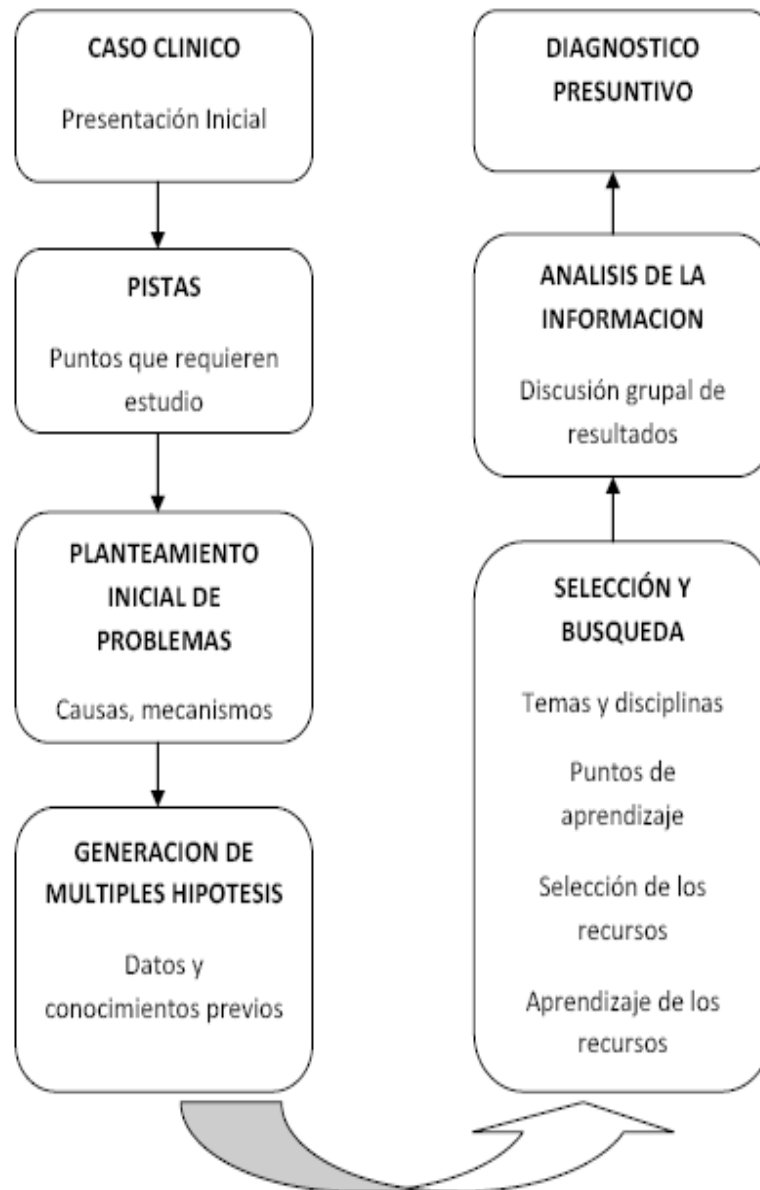 CASO CLINICO
Presentación Inicial
PISTAS
Puntos que requieren
estudio
PLANTEAMIENTO
INICIAL DE
PROBLEMAS
Causas, mecanismos
GENERACION DE
MULTIPLES HIPOTESIS
Datos y
conocimientos previos
DIAGNOSTICO
PRESUNTIVO
ANALISIS DE LA
INFORMACION
Discusión grupal de
resultados
SELECCIÓN Y
BUSQUEDA
Temas y disciplinas
Puntos de
aprendizaje
Selección de los
recursos
Aprendizaje de los
recursos